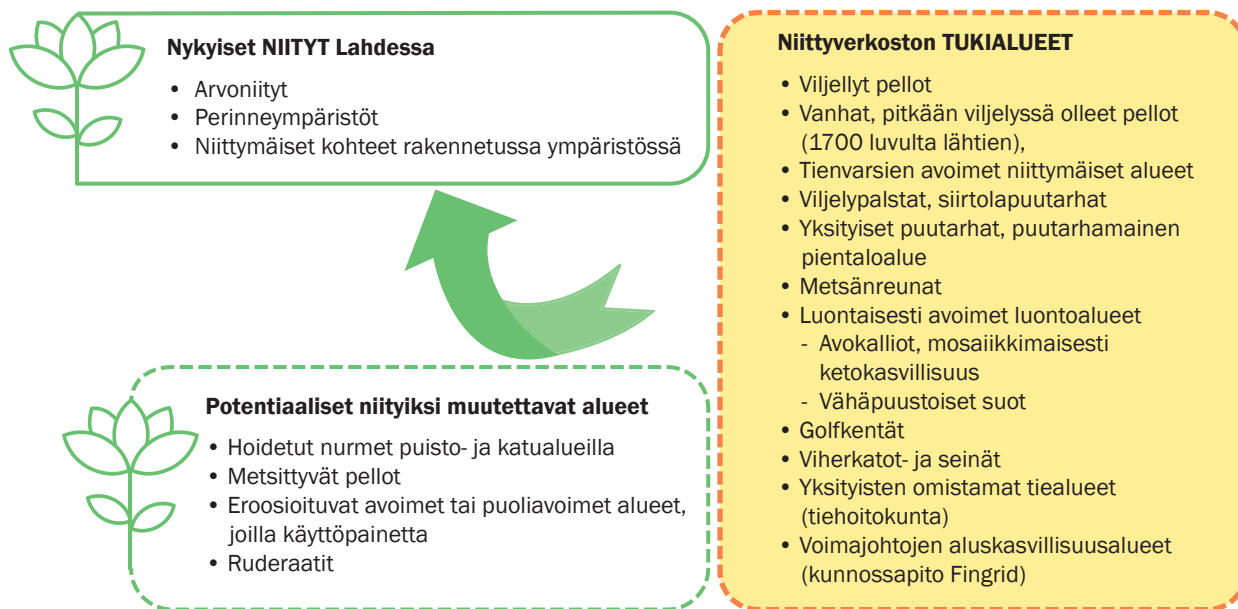 Nykyiset NIITYT Lahdessa
• Arvoniityt
• Perinneympäristöt
• Niittymäiset kohteet rakennetussa ympäristössä
Potentiaaliset niityiksi muutettavat alueet
• Hoidetut nurmet puisto- ja katualueilla
• Metsittyvät pellot
• Eroosioituvat avoimet tai puoliavoimet alueet,
joilla käyttöpainetta
• Ruderaatit
Niittyverkoston TUKIALUEET
• Viljellyt pellot
• Vanhat, pitkään viljelyssä olleet pellot
(1700 luvulta lähtien),
• Tienvarsien avoimet niittymäiset alueet
• Viljelypalstat, siirtolapuutarhat
• Yksityiset puutarhat, puutarhamainen
pientaloalue
• Metsänreunat
• Luontaisesti avoimet luontoalueet
- Avokalliot, mosaiikkimaisesti
ketokasvillisuus
- Vähäpuustoiset suot
• Golfkentät
• Viherkatot- ja seinät
• Yksityisten omistamat tiealueet
(tiehoitokunta)
• Voimajohtojen aluskasvillisuusalueet
(kunnossapito Fingrid)